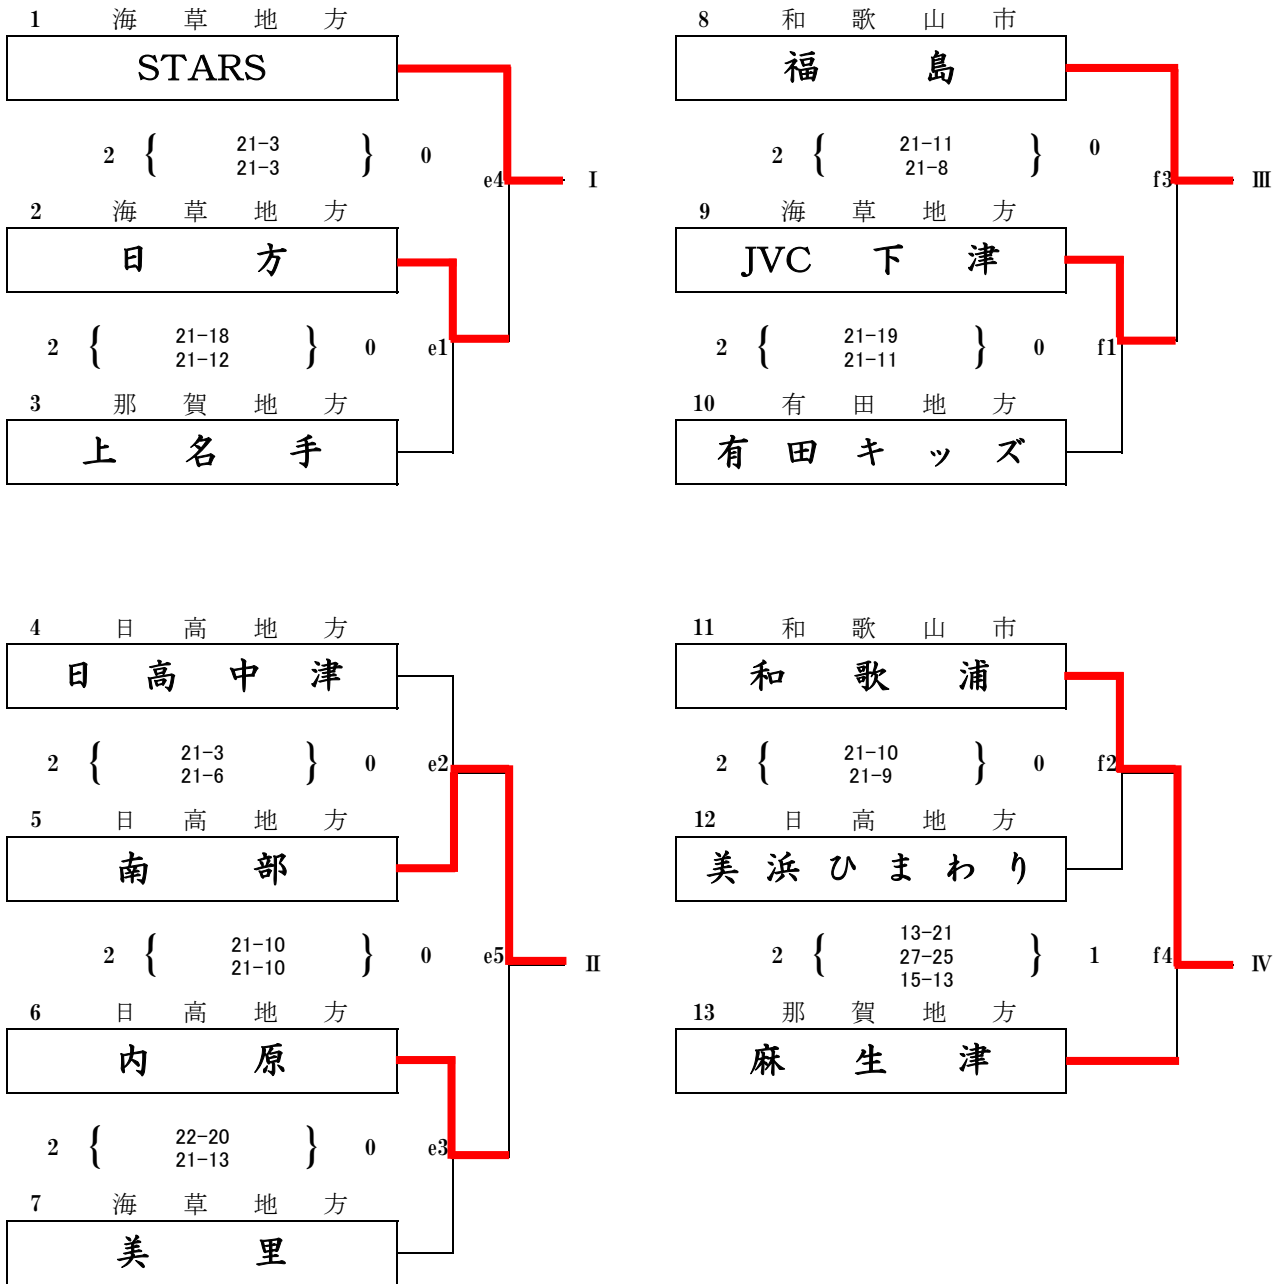 1 海草地方
STARS
2 { 21-3 21-3 } 0
e4 Ⅰ
2 海草地方
日方
2 { 21-18 21-12 } 0 e1
3 那賀地方
上名手
4 日高地方
日高中津
2 { 21-3 21-6 } 0 e2
5 日高地方
南部
2 { 21-10 21-10 } 0 e5 Ⅱ
6 日高地方
内原
2 { 22-20 21-13 } 0 e3
7 海草地方
美里
8 和歌山市
福島
2 { 21-11 21-8 } 0
f3 Ⅲ
9 海草地方
JVC下津
2 { 21-19 21-11 } 0 f1
10 有田地方
有田キッズ
11 和歌山市
和歌浦
2 { 21-10 21-9 } 0 f2
12 日高地方
美浜ひまわり
2 { 13-21 27-25 15-13 } 1 f4 Ⅳ
13 那賀地方
麻生津